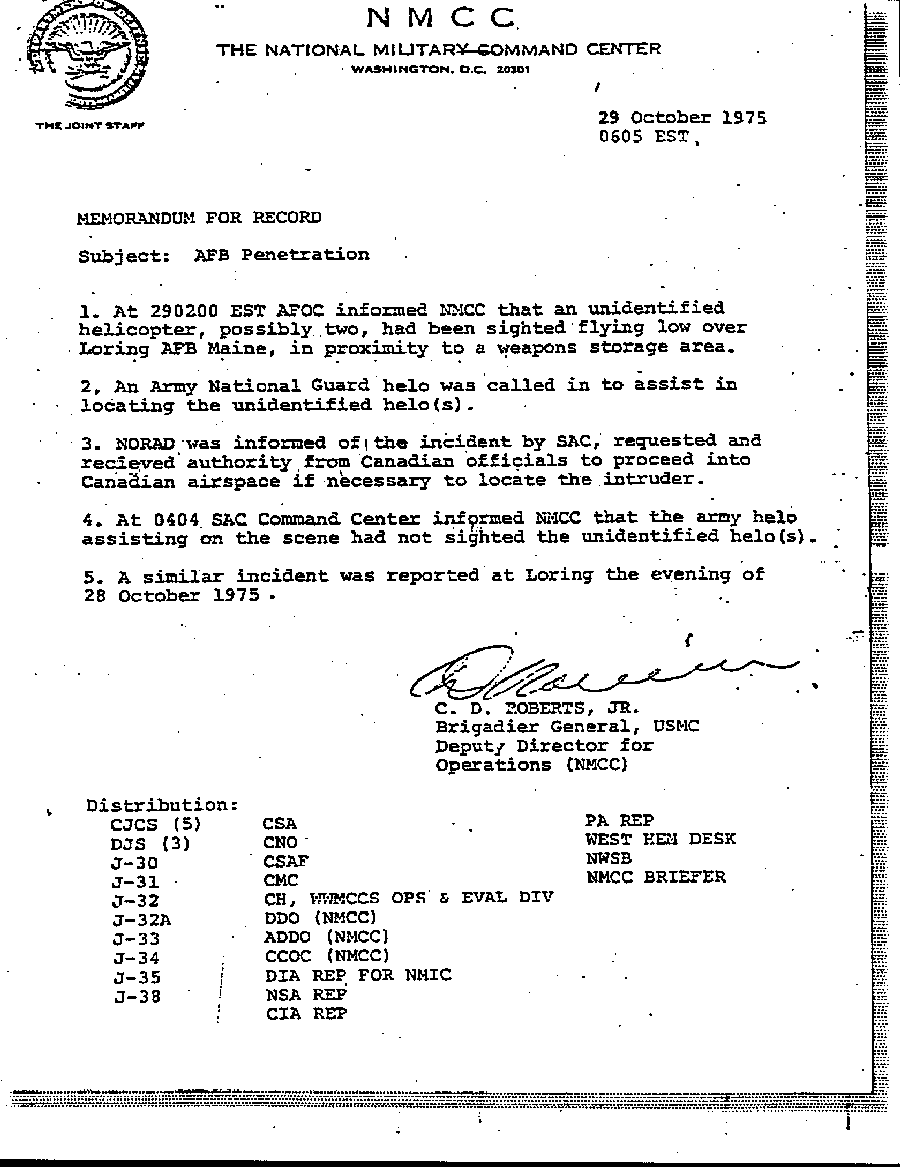 N M C C
THE NATIONAL MILITARY COMMAND CENTER
WASHINGTON, D.C. 20301
THE JOINT STAFF
29 October 1975
0605 EST
MEMORANDUM FOR RECORD
Subject: AFB Penetration
1. At 290200 EST AFOC informed NMCC that an unidentified
helicopter, possibly two, had been sighted flying low over
Loring AFB Maine, in proximity to a weapons storage area.
2. An Army National Guard helo was called in to assist in
locating the unidentified helo(s).
3. NORAD was informed of the incident by SAC, requested and
recieved authority from Canadian officials to proceed into
Canadian airspace if necessary to locate the intruder.
4. At 0404 SAC Command Center informed NMCC that the army helo
assisting on the scene had not sighted the unidentified helo(s).
5. A similar incident was reported at Loring the evening of
28 October 1975.
C. D. ROBERTS, JR.
Brigadier General, USMC
Deputy Director for
Operations (NMCC)
Distribution:
CJCS (5)
DJS (3)
J-30
J-31
J-32
J-32A
J-33
J-34
J-35
J-38
CSA
CNO
CSAF
CMC
CH, WWMCCS OPS & EVAL DIV
DDO (NMCC)
ADDO (NMCC)
CCOC (NMCC)
DIA REP FOR NMIC
NSA REP
CIA REP
PA REP
WEST HEM DESK
NWSB
NMCC BRIEFER